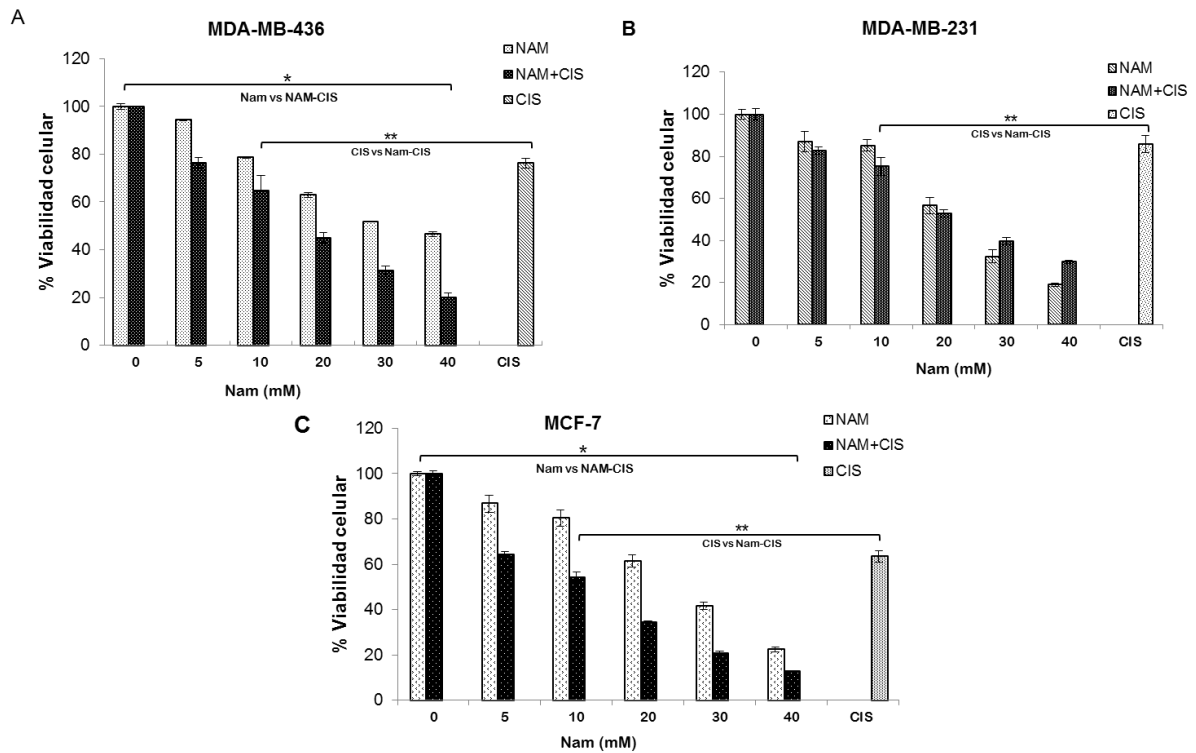 A
MDA-MB-436
% Viabilidad celular
120
100
80
60
40
20
0
NAM
NAM+CIS
CIS
*
Nam vs NAM-CIS
**
CIS vs Nam-CIS
0 5 10 20 30 40 CIS
Nam (mM)
B
MDA-MB-231
% Viabilidad celular
120
100
80
60
40
20
0
NAM
NAM+CIS
CIS
**
CIS vs Nam-CIS
0 5 10 20 30 40 CIS
Nam (mM)
C
MCF-7
% Viabilidad celular
120
100
80
60
40
20
0
NAM
NAM+CIS
CIS
*
Nam vs NAM-CIS
**
CIS vs Nam-CIS
0 5 10 20 30 40 CIS
Nam (mM)